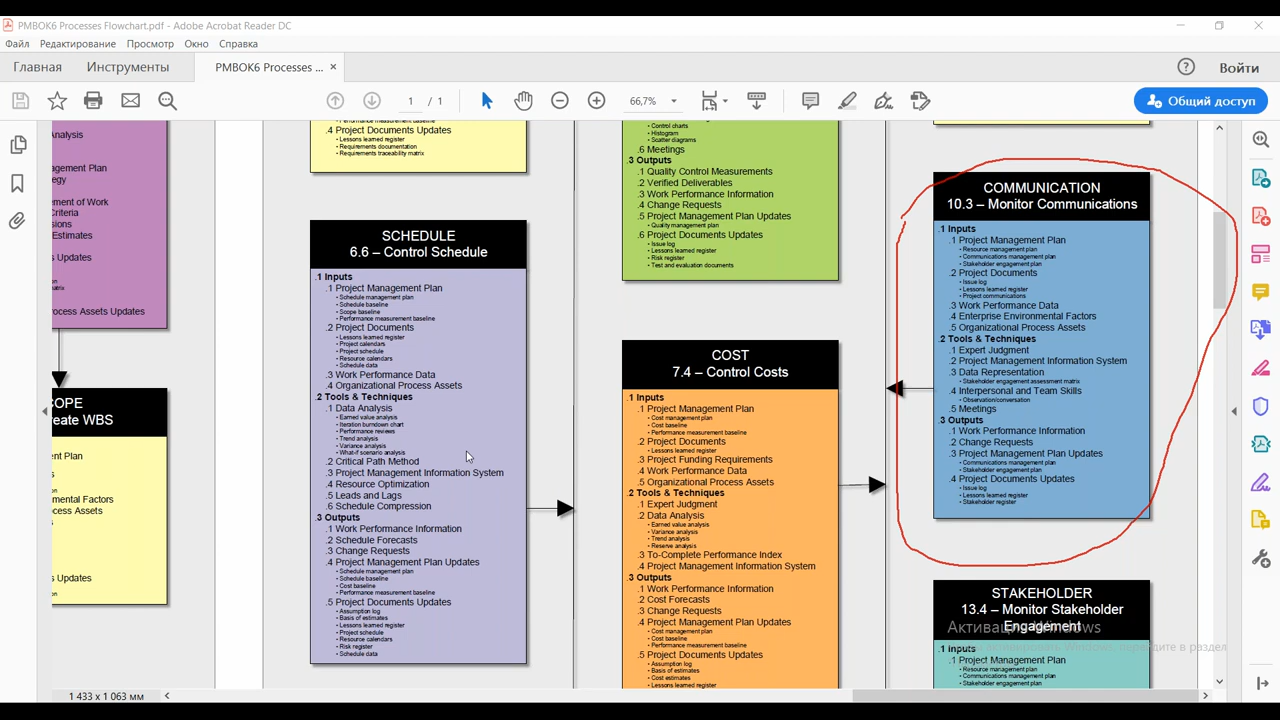 PMBOK6 Processes Flowchart.pdf - Adobe Acrobat Reader DC
Файл Редактирование Просмотр Окно Справка
Главная Инструменты PMBOK6 Processes ... × Войти
1 / 1 66,7% Общий доступ
Analysis
agement Plan
egy
ement of Work
Criteria
sions
Estimates
s Updates
ocess Assets Updates
OPE
reate WBS
ent Plan
mental Factors
ocess Assets
s Updates
.4 Project Documents Updates
• Lessons learned register
• Requirements documentation
• Requirements traceability matrix
SCHEDULE
6.6 – Control Schedule
.1 Inputs
.1 Project Management Plan
• Schedule management plan
• Schedule baseline
• Scope baseline
• Performance measurement baseline
.2 Project Documents
• Lessons learned register
• Project calendars
• Project schedule
• Resource calendars
• Schedule data
.3 Work Performance Data
.4 Organizational Process Assets
.2 Tools & Techniques
.1 Data Analysis
• Earned value analysis
• Iteration burndown chart
• Performance reviews
• Trend analysis
• Variance analysis
• What-if scenario analysis
.2 Critical Path Method
.3 Project Management Information System
.4 Resource Optimization
.5 Leads and Lags
.6 Schedule Compression
.3 Outputs
.1 Work Performance Information
.2 Schedule Forecasts
.3 Change Requests
.4 Project Management Plan Updates
• Schedule management plan
• Schedule baseline
• Cost baseline
• Performance measurement baseline
.5 Project Documents Updates
• Assumption log
• Basis of estimates
• Lessons learned register
• Project schedule
• Resource calendars
• Risk register
• Schedule data
• Control charts
• Histogram
• Scatter diagrams
.6 Meetings
.3 Outputs
.1 Quality Control Measurements
.2 Verified Deliverables
.3 Work Performance Information
.4 Change Requests
.5 Project Management Plan Updates
• Quality management plan
.6 Project Documents Updates
• Issue log
• Lessons learned register
• Risk register
• Test and evaluation documents
COST
7.4 – Control Costs
.1 Inputs
.1 Project Management Plan
• Cost management plan
• Cost baseline
• Performance measurement baseline
.2 Project Documents
• Lessons learned register
.3 Project Funding Requirements
.4 Work Performance Data
.5 Organizational Process Assets
.2 Tools & Techniques
.1 Expert Judgment
.2 Data Analysis
• Earned value analysis
• Variance analysis
• Trend analysis
• Reserve analysis
.3 To-Complete Performance Index
.4 Project Management Information System
.3 Outputs
.1 Work Performance Information
.2 Cost Forecasts
.3 Change Requests
.4 Project Management Plan Updates
• Cost management plan
• Cost baseline
• Performance measurement baseline
.5 Project Documents Updates
• Assumption log
• Basis of estimates
• Cost estimates
• Lessons learned register
COMMUNICATION
10.3 – Monitor Communications
.1 Inputs
.1 Project Management Plan
• Resource management plan
• Communications management plan
• Stakeholder engagement plan
.2 Project Documents
• Issue log
• Lessons learned register
• Project communications
.3 Work Performance Data
.4 Enterprise Environmental Factors
.5 Organizational Process Assets
.2 Tools & Techniques
.1 Expert Judgment
.2 Project Management Information System
.3 Data Representation
• Stakeholder engagement assessment matrix
.4 Interpersonal and Team Skills
• Observation/conversation
.5 Meetings
.3 Outputs
.1 Work Performance Information
.2 Change Requests
.3 Project Management Plan Updates
• Communications management plan
• Stakeholder engagement plan
.4 Project Documents Updates
• Issue log
• Lessons learned register
• Stakeholder register
STAKEHOLDER
13.4 – Monitor Stakeholder
Engagement
Активация Windows
перейдите в раздел
.1 Inputs
.1 Project Management Plan
• Resource management plan
• Communications management plan
• Stakeholder engagement plan
1 433 x 1 063 мм